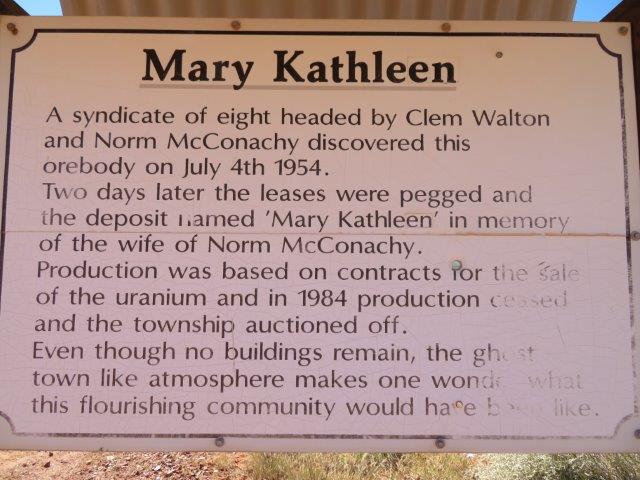 Mary Kathleen
A syndicate of eight headed by Clem Walton
and Norm McConachy discovered this
orebody on July 4th 1954.
Two days later the leases were pegged and
the deposit named 'Mary Kathleen' in memory
of the wife of Norm McConachy.
Production was based on contracts for the sale
of the uranium and in 1984 production ceased
and the township auctioned off.
Even though no buildings remain, the ghost
town like atmosphere makes one wonder what
this flourishing community would have been like.